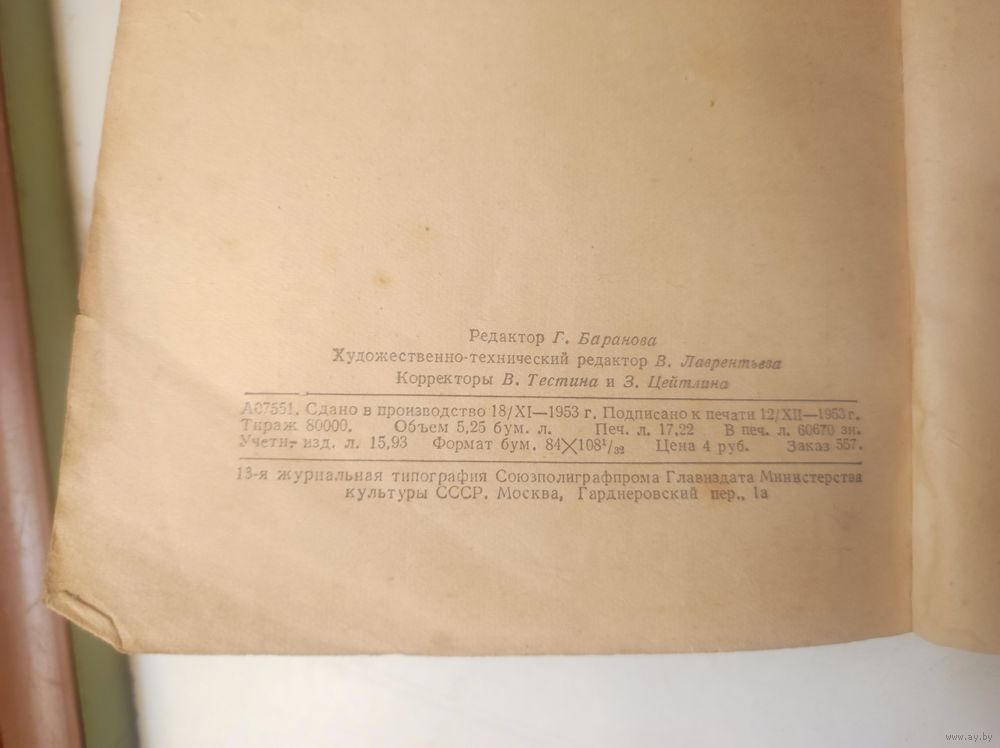 Редактор Г. Баранова
Художественно-технический редактор В. Лаврентьева
Корректоры В. Тестина и З. Цейтлина
А07551. Сдано в производство 18/XI—1953 г. Подписано к печати 12/XII—1953 г.
Тираж 80000. Объем 5,25 бум. л. Печ. л. 17,22 В печ. л. 60670 зн.
Учетн- изд. л. 15,93 Формат бум. 84×108¹/₃₂ Цена 4 руб. Заказ 557.
13-я журнальная типография Союзполиграфпрома Главиздата Министерства
культуры СССР. Москва, Гарднеровский пер., 1а
www.ay.by